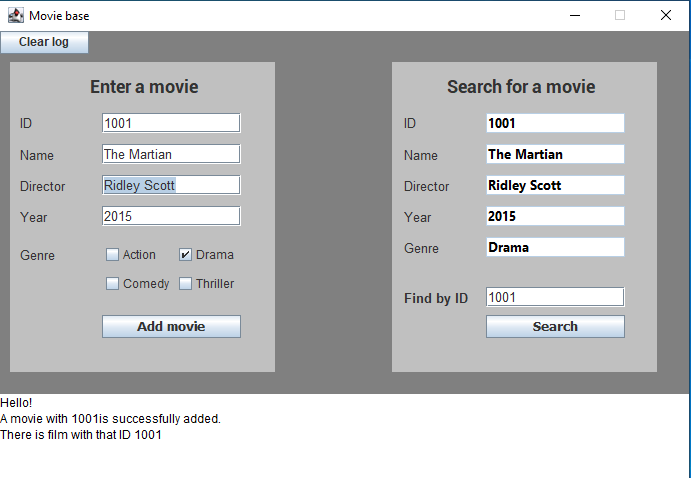 Movie base
Clear log
Enter a movie
ID 1001
Name The Martian
Director Ridley Scott
Year 2015
Genre Action Drama
Comedy Thriller
Add movie
Search for a movie
ID 1001
Name The Martian
Director Ridley Scott
Year 2015
Genre Drama
Find by ID 1001
Search
Hello!
A movie with 1001is successfully added.
There is film with that ID 1001